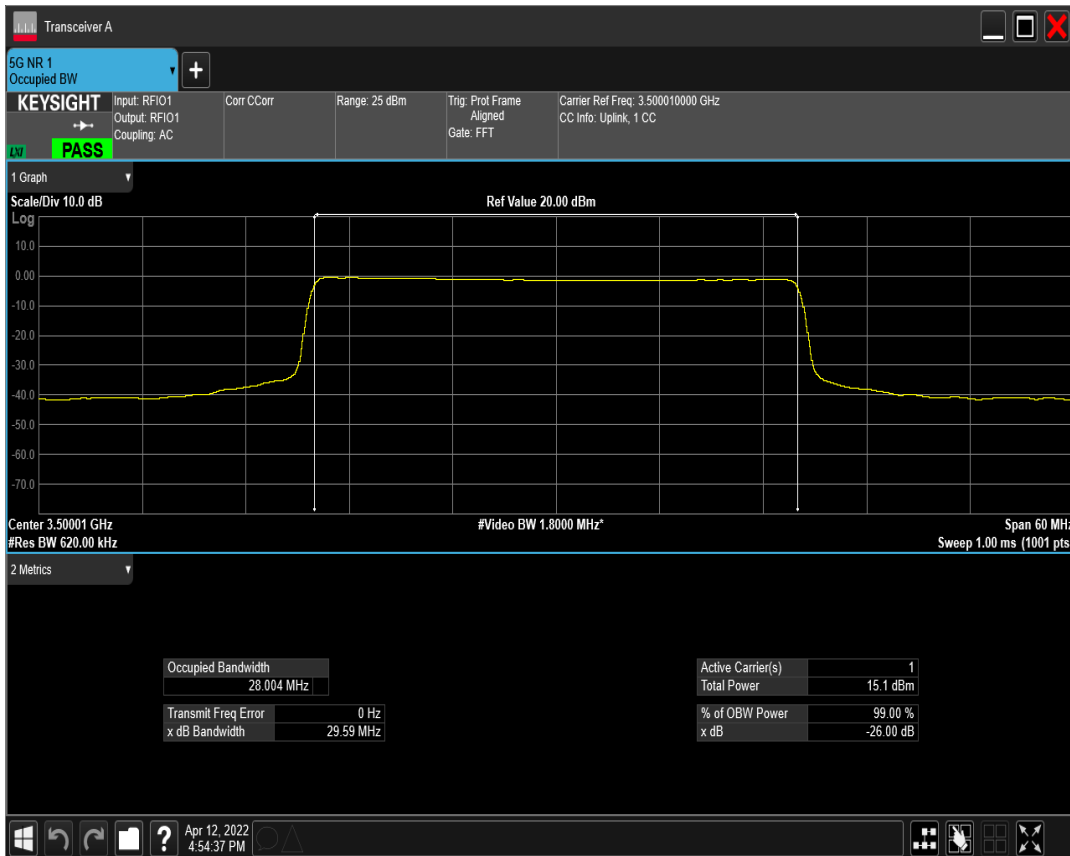 Transceiver A
5G NR 1
Occupied BW
+
KEYSIGHT
LXI
PASS
Input: RFIO1
Output: RFIO1
Coupling: AC
Corr CCorr
Range: 25 dBm
Trig: Prot Frame
Aligned
Gate: FFT
Carrier Ref Freq: 3.500010000 GHz
CC Info: Uplink, 1 CC
1 Graph
Scale/Div 10.0 dB
Ref Value 20.00 dBm
Log
10.0
0.00
-10.0
-20.0
-30.0
-40.0
-50.0
-60.0
-70.0
Center 3.50001 GHz
#Video BW 1.8000 MHz*
Span 60 MHz
#Res BW 620.00 kHz
Sweep 1.00 ms (1001 pts
2 Metrics
Occupied Bandwidth
28.004 MHz
Transmit Freq Error 0 Hz
x dB Bandwidth 29.59 MHz
Active Carrier(s) 1
Total Power 15.1 dBm
% of OBW Power 99.00 %
x dB -26.00 dB
?
Apr 12, 2022
4:54:37 PM